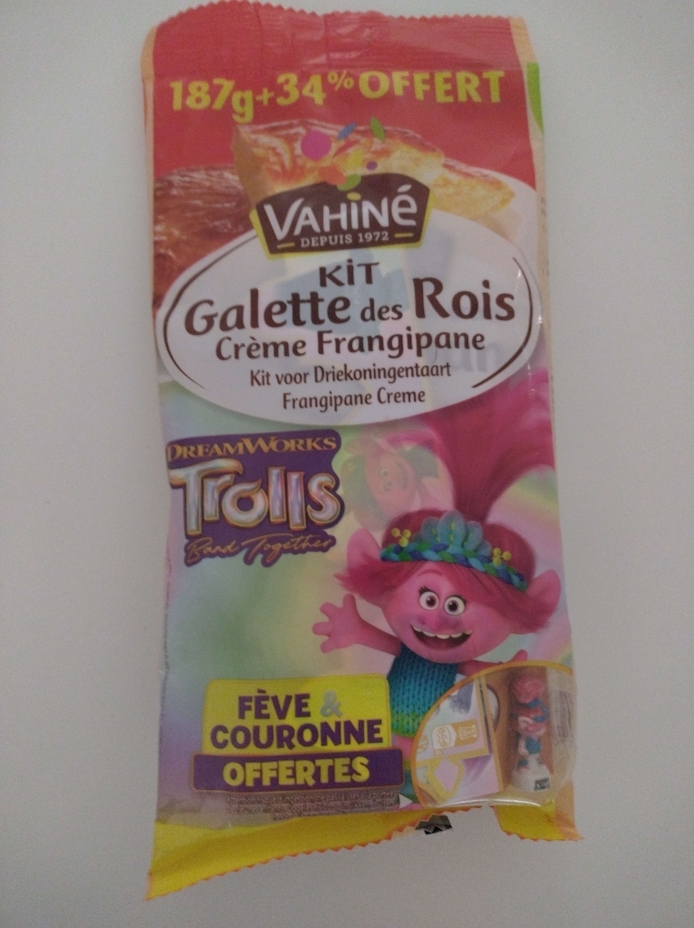 187g+34% OFFERT
VAHINÉ
DEPUIS 1972
KIT
Galette des Rois
Crème Frangipane
Kit voor Driekoningentaart
Frangipane Creme
DREAMWORKS
Trolls
Band Together
FÈVE &
COURONNE
OFFERTES